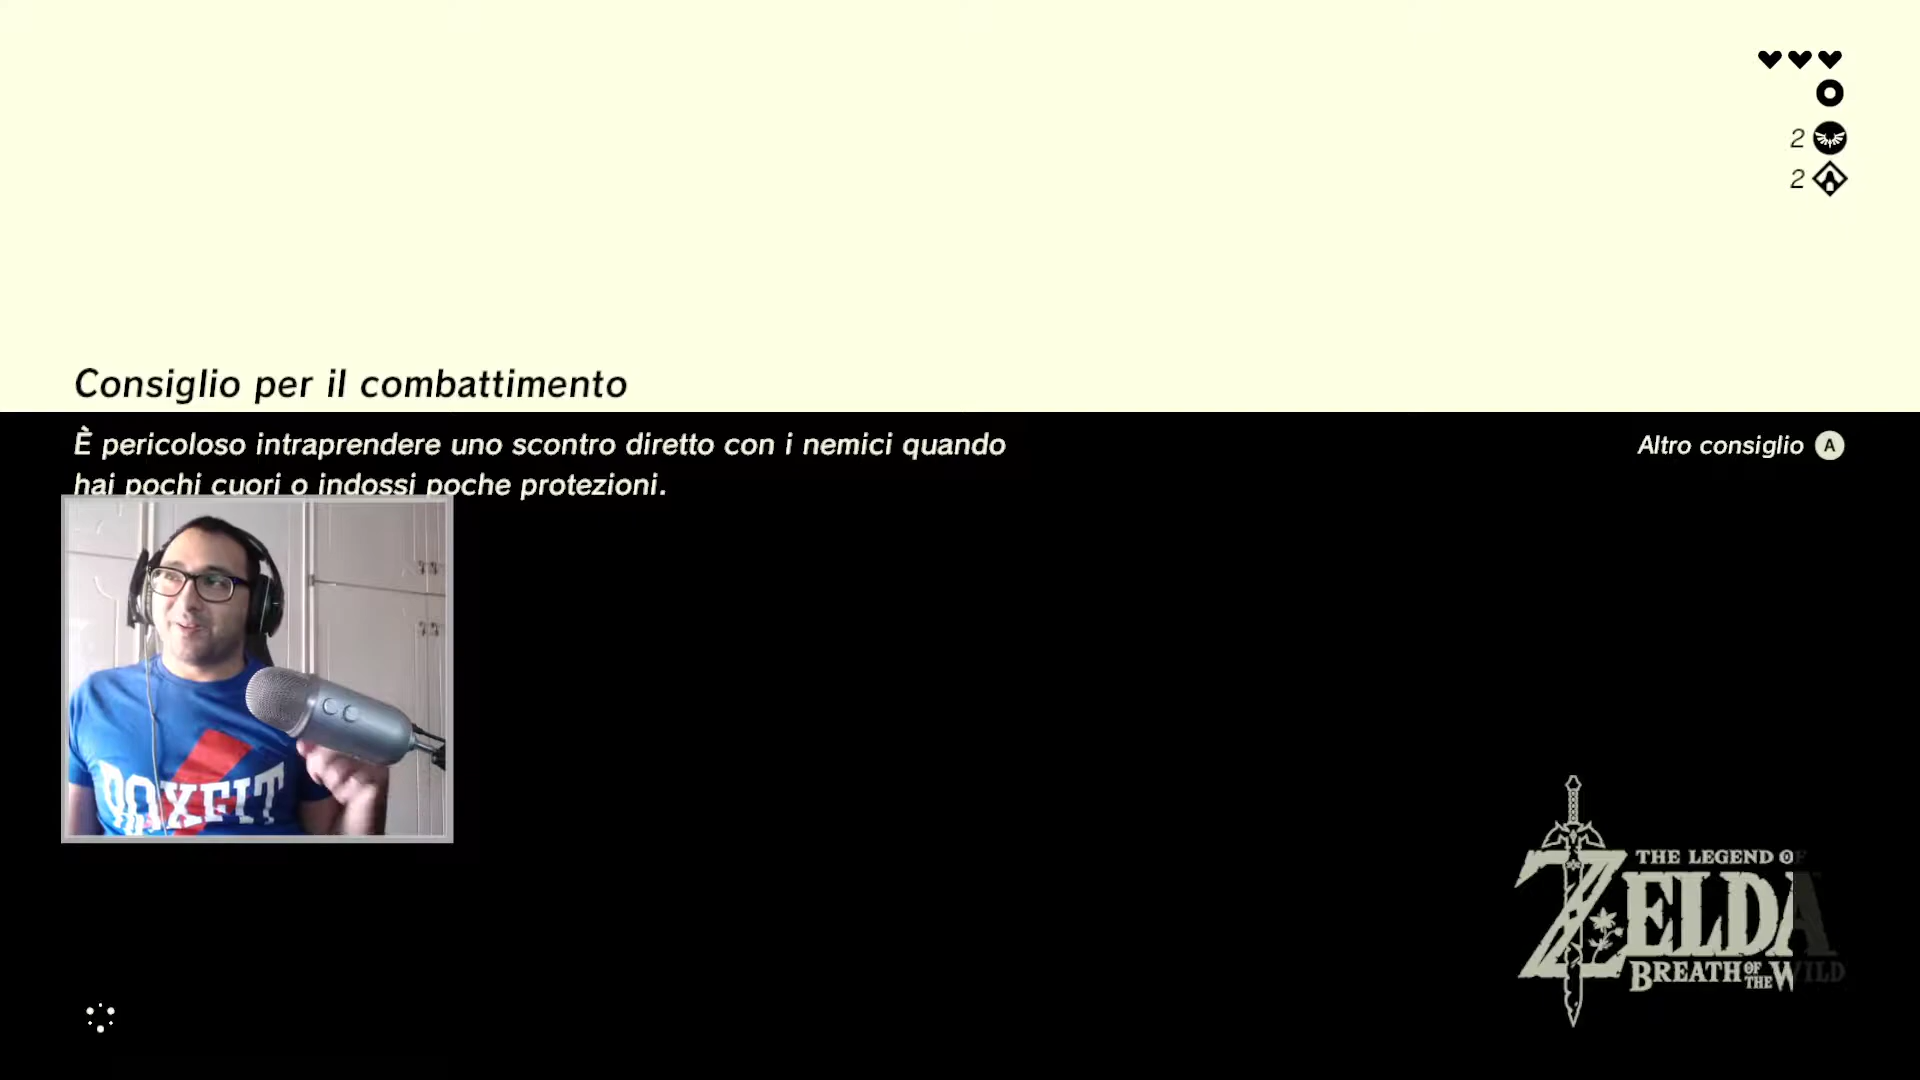 2
2
Consiglio per il combattimento
È pericoloso intraprendere uno scontro diretto con i nemici quando
hai pochi cuori o indossi poche protezioni.
Altro consiglio A
BOXFIT
THE LEGEND OF
ZELDA
BREATH OF THE WILD